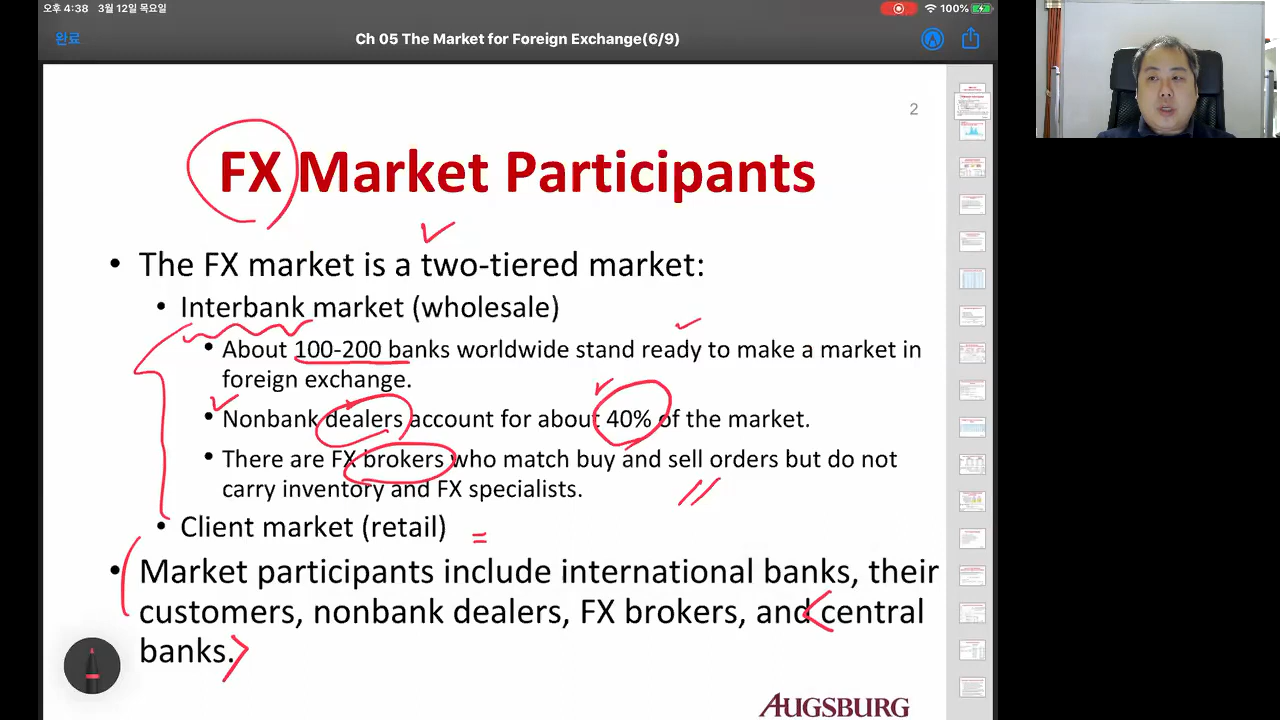 오후 4:38 3월 12일 목요일
100%
완료
Ch 05 The Market for Foreign Exchange(6/9)
2
FX Market Participants
• The FX market is a two-tiered market:
• Interbank market (wholesale)
• About 100-200 banks worldwide stand ready to make a market in
foreign exchange.
• Nonbank dealers account for about 40% of the market.
• There are FX brokers who match buy and sell orders but do not
carry inventory and FX specialists.
• Client market (retail)
• Market participants include international banks, their
customers, nonbank dealers, FX brokers, and central
banks.
AUGSBURG